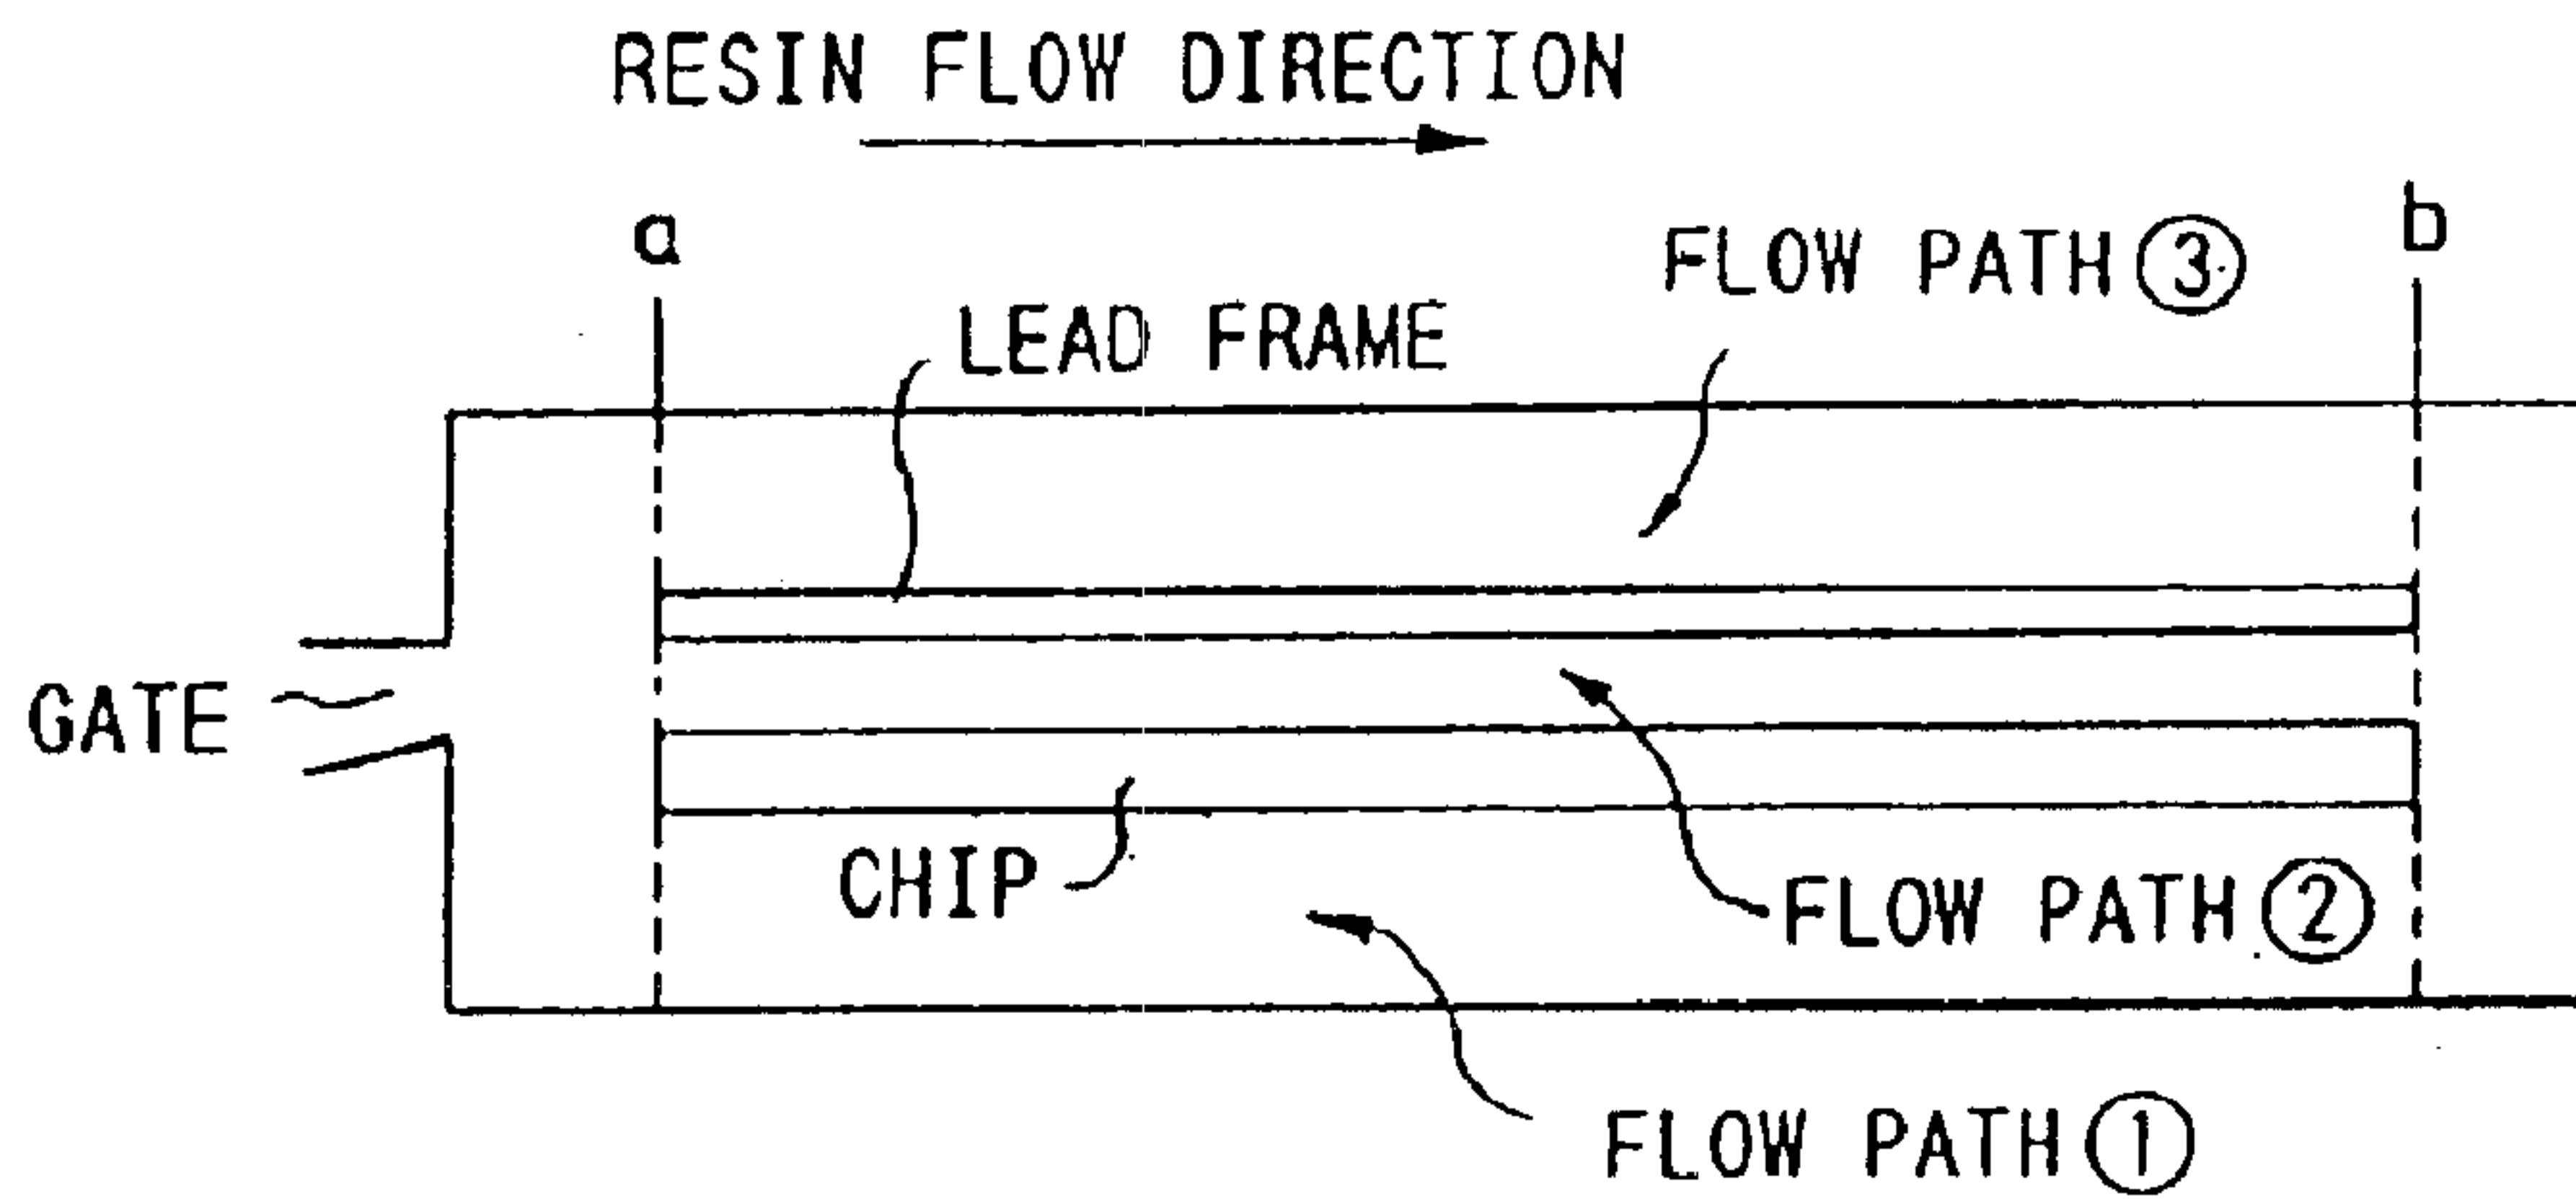 RESIN FLOW DIRECTION
a
b
FLOW PATH ③
LEAD FRAME
GATE
CHIP
FLOW PATH ②
FLOW PATH ①